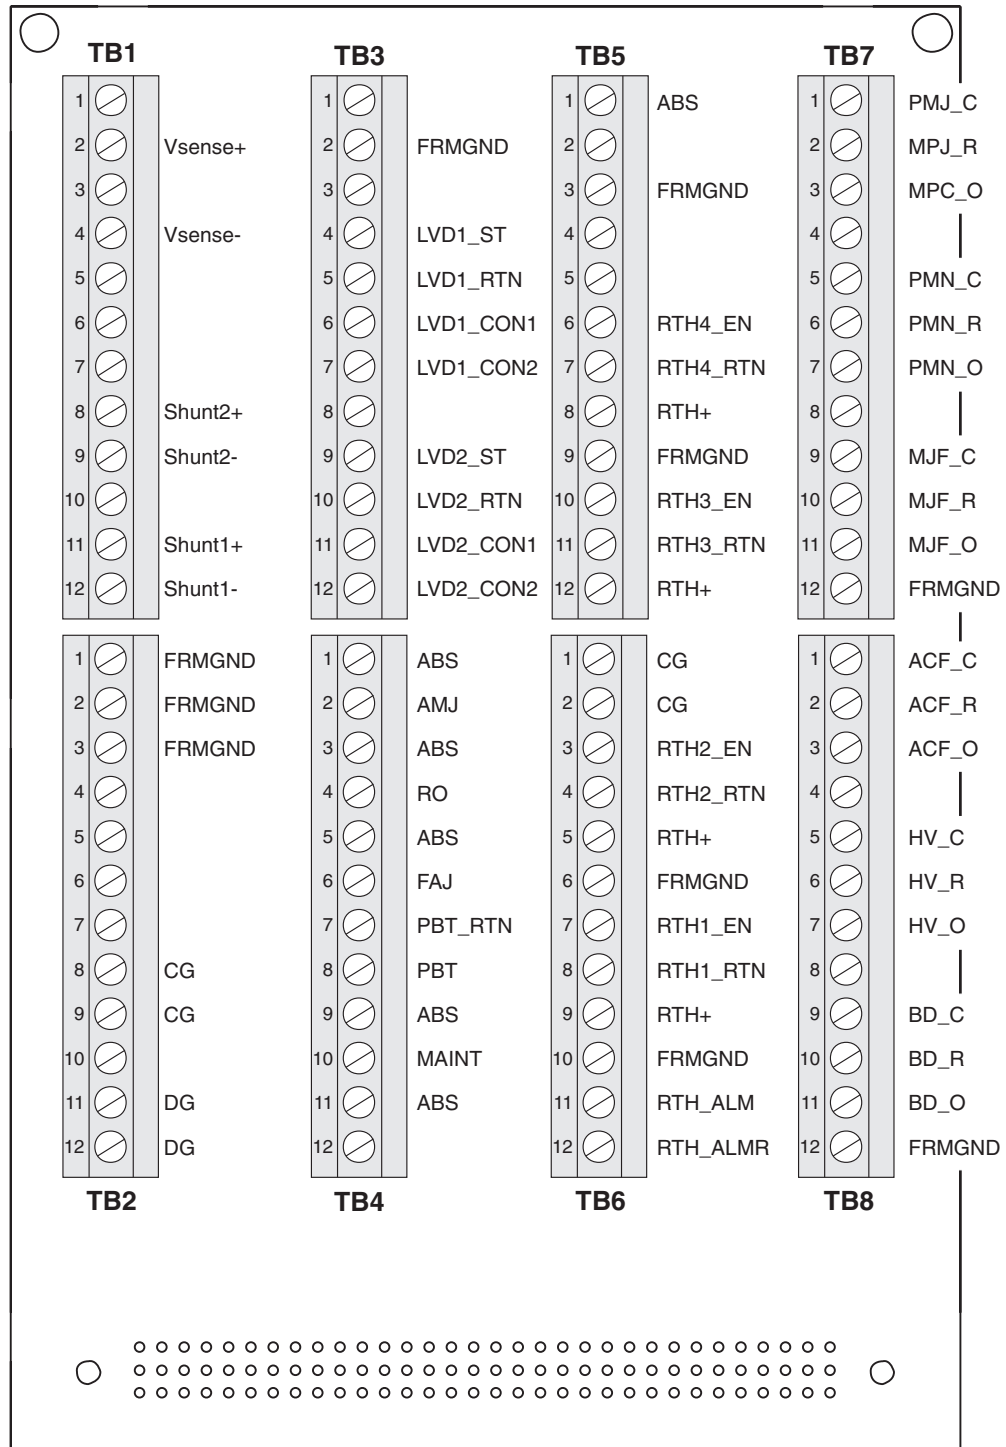 TB1
1
2 Vsense+
3
4 Vsense-
5
6
7
8 Shunt2+
9 Shunt2-
10
11 Shunt1+
12 Shunt1-
1 FRMGND
2 FRMGND
3 FRMGND
4
5
6
7
8 CG
9 CG
10
11 DG
12 DG
TB2
TB3
1
2 FRMGND
3
4 LVD1_ST
5 LVD1_RTN
6 LVD1_CON1
7 LVD1_CON2
8
9 LVD2_ST
10 LVD2_RTN
11 LVD2_CON1
12 LVD2_CON2
1 ABS
2 AMJ
3 ABS
4 RO
5 ABS
6 FAJ
7 PBT_RTN
8 PBT
9 ABS
10 MAINT
11 ABS
12
TB4
TB5
1 ABS
2
3 FRMGND
4
5
6 RTH4_EN
7 RTH4_RTN
8 RTH+
9 FRMGND
10 RTH3_EN
11 RTH3_RTN
12 RTH+
1 CG
2 CG
3 RTH2_EN
4 RTH2_RTN
5 RTH+
6 FRMGND
7 RTH1_EN
8 RTH1_RTN
9 RTH+
10 FRMGND
11 RTH_ALM
12 RTH_ALMR
TB6
TB7
1 PMJ_C
2 MPJ_R
3 MPC_O
4
5 PMN_C
6 PMN_R
7 PMN_O
8
9 MJF_C
10 MJF_R
11 MJF_O
12 FRMGND
1 ACF_C
2 ACF_R
3 ACF_O
4
5 HV_C
6 HV_R
7 HV_O
8
9 BD_C
10 BD_R
11 BD_O
12 FRMGND
TB8